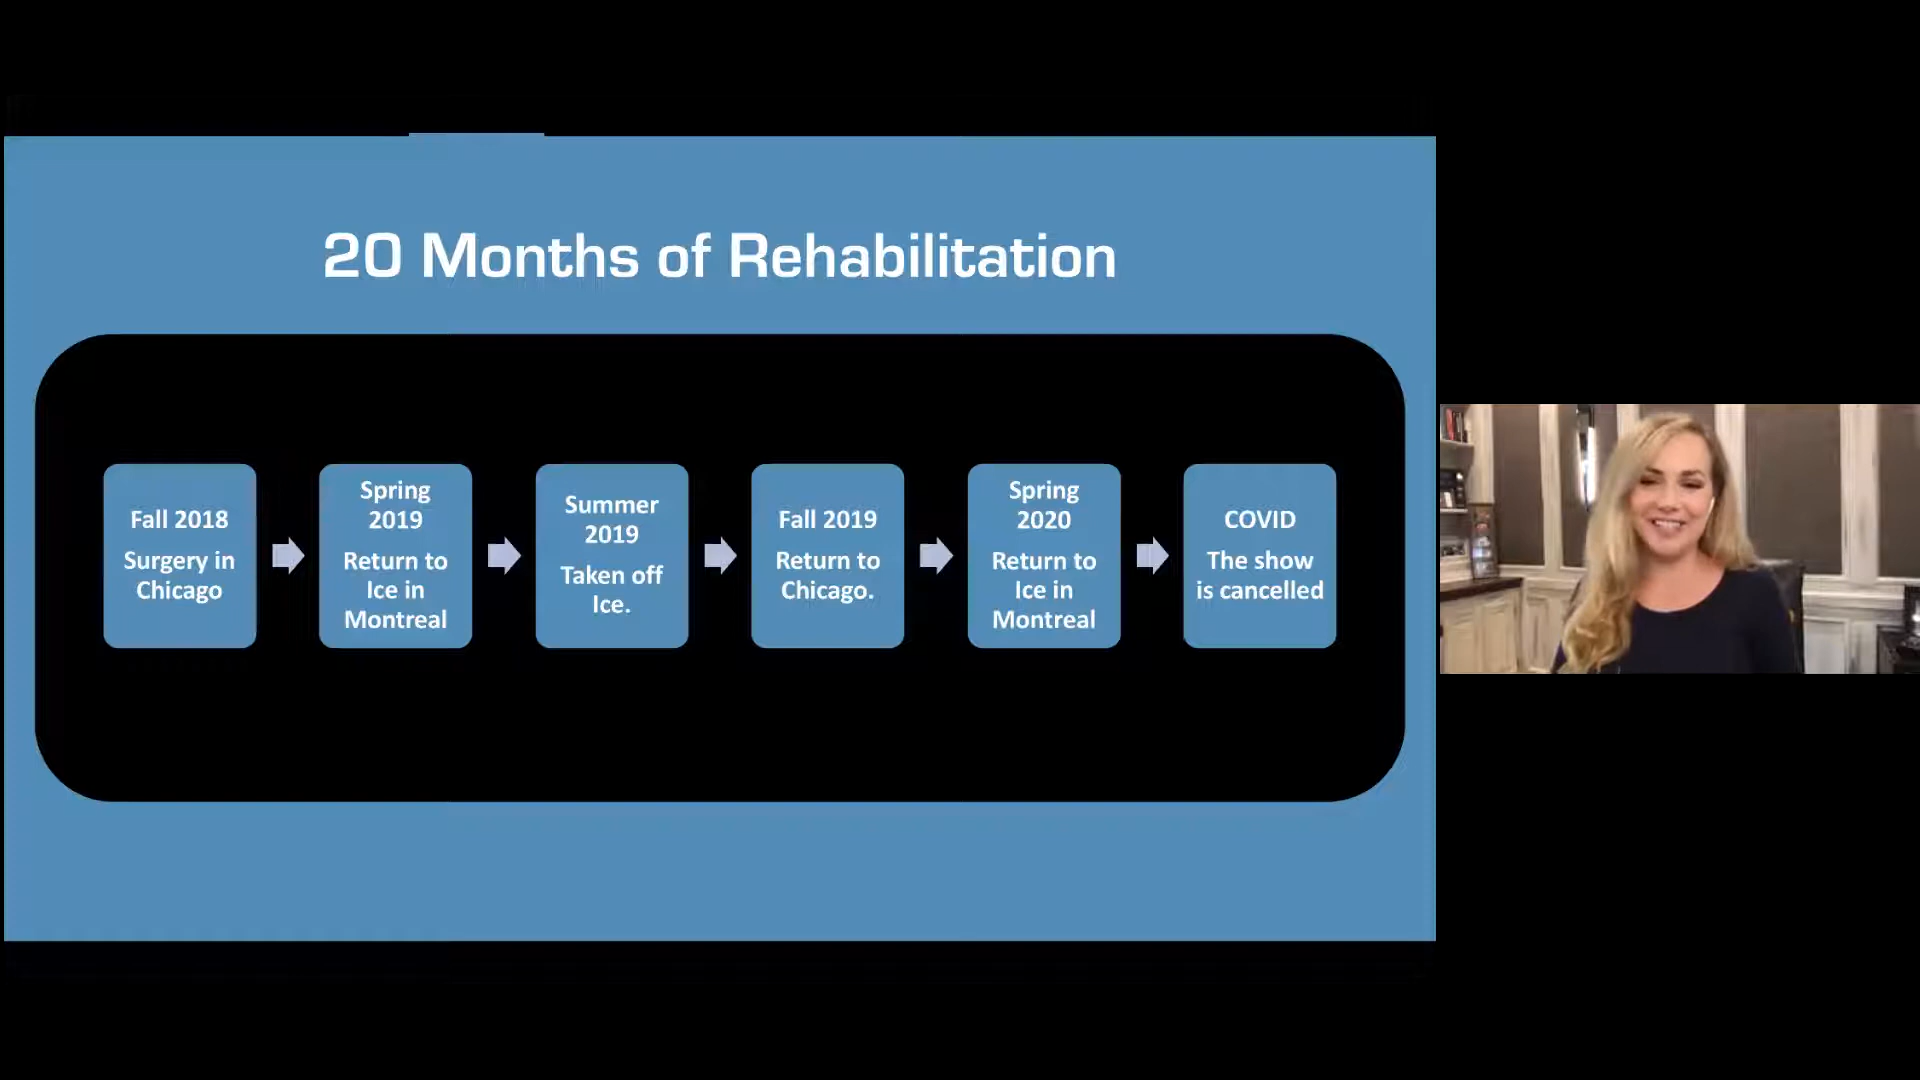 20 Months of Rehabilitation
Fall 2018
Surgery in
Chicago
Spring
2019
Return to
Ice in
Montreal
Summer
2019
Taken off
Ice.
Fall 2019
Return to
Chicago.
Spring
2020
Return to
Ice in
Montreal
COVID
The show
is cancelled